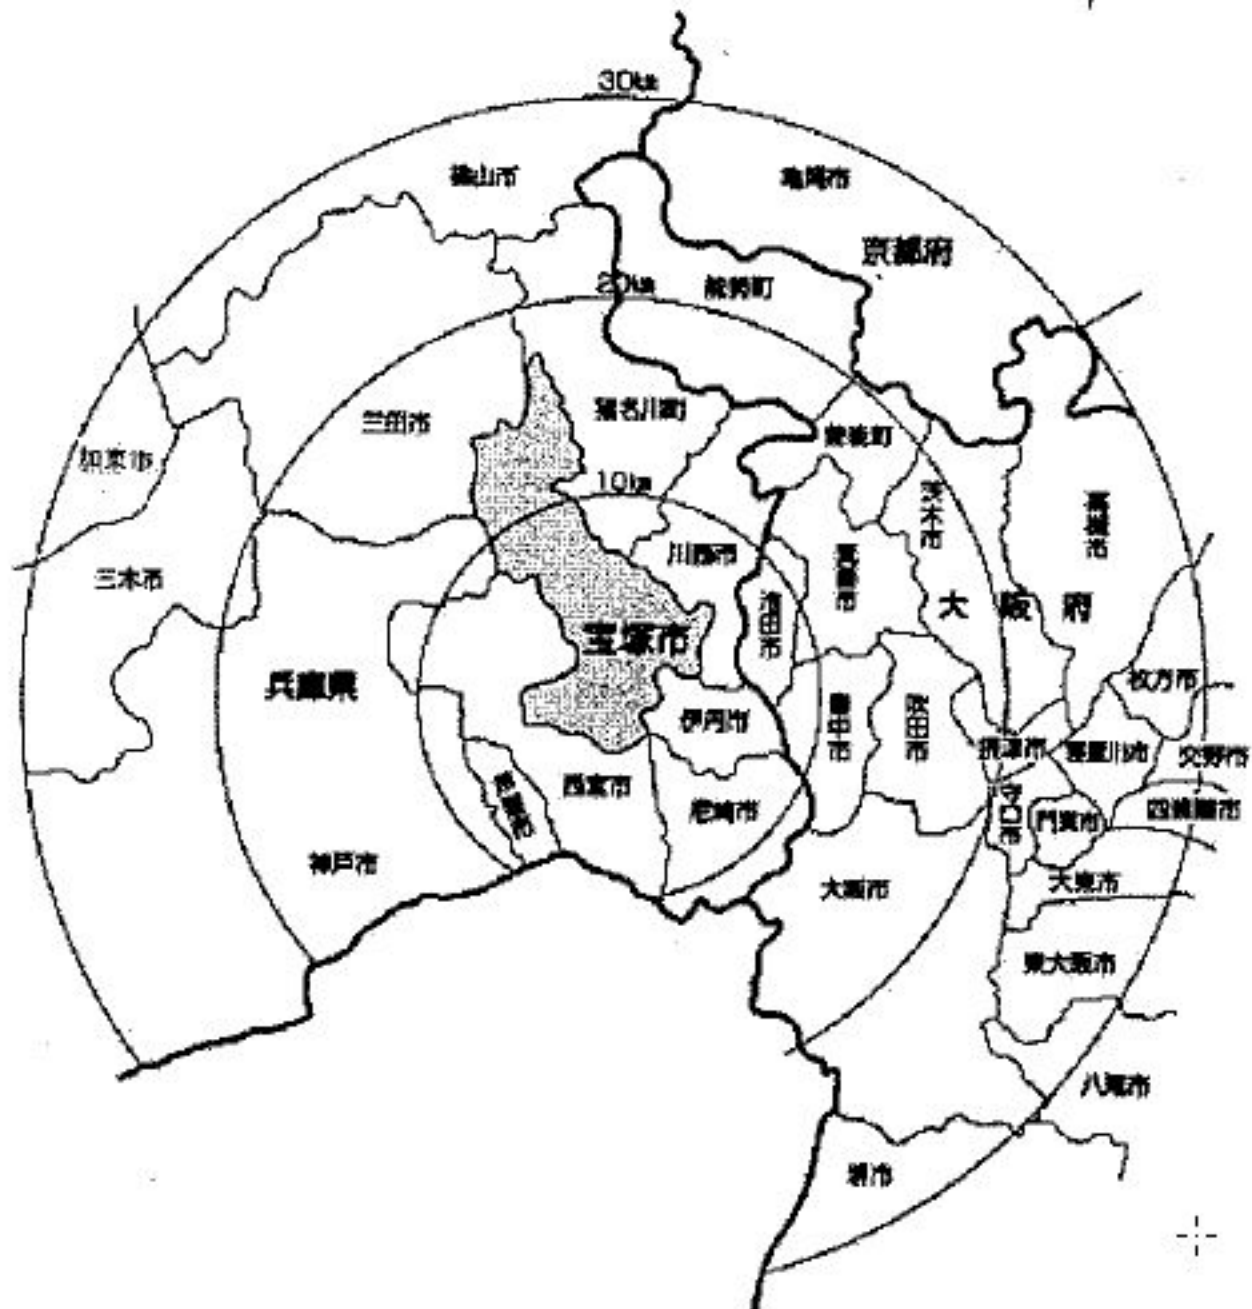 30km
篠山市
亀岡市
京都府
20km
能勢町
三田市
猪名川町
豊能町
加東市
10km
茨木市
高槻市
川西市
箕面市
三木市
池田市
大阪府
宝塚市
兵庫県
枚方市
伊丹市
豊中市
吹田市
摂津市
寝屋川市
交野市
西宮市
芦屋市
尼崎市
守口市
門真市
四條畷市
神戸市
大阪市
大東市
東大阪市
八尾市
堺市